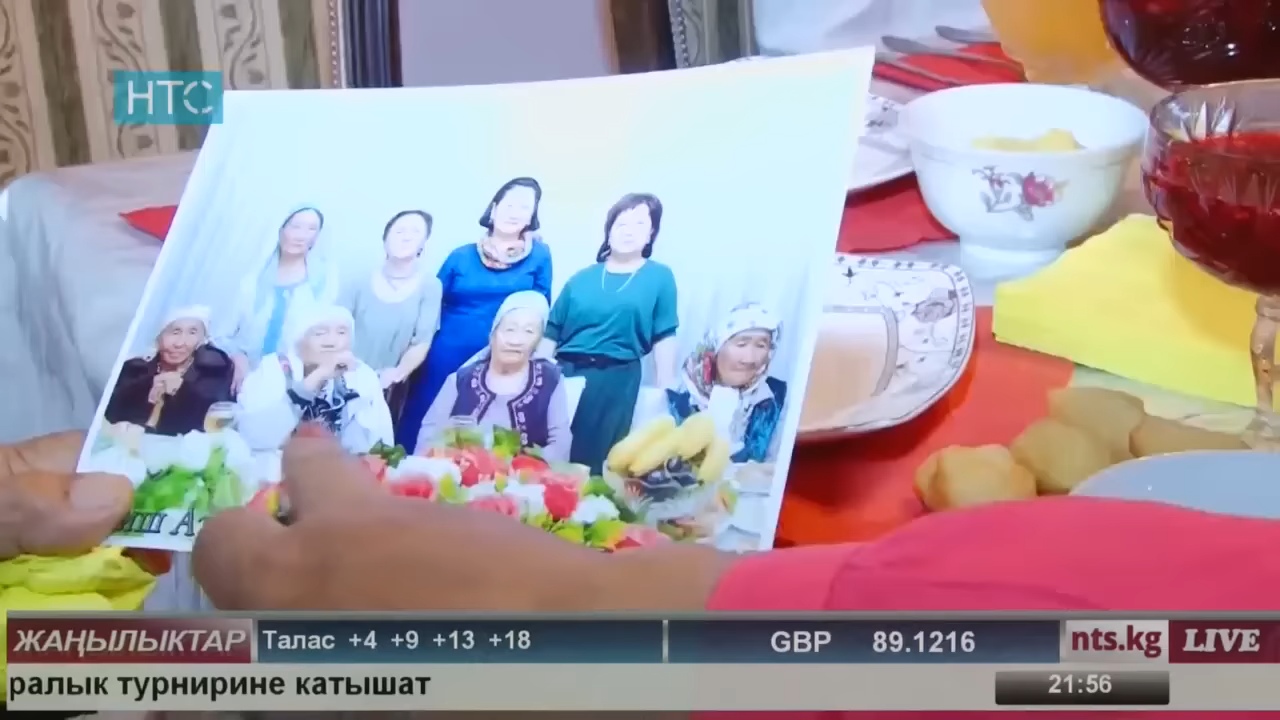 НТС
ЖАҢЫЛЫКТАР
Талас +4 +9 +13 +18
GBP 89.1216
nts.kg
LIVE
ралык турнирине катышат
21:56